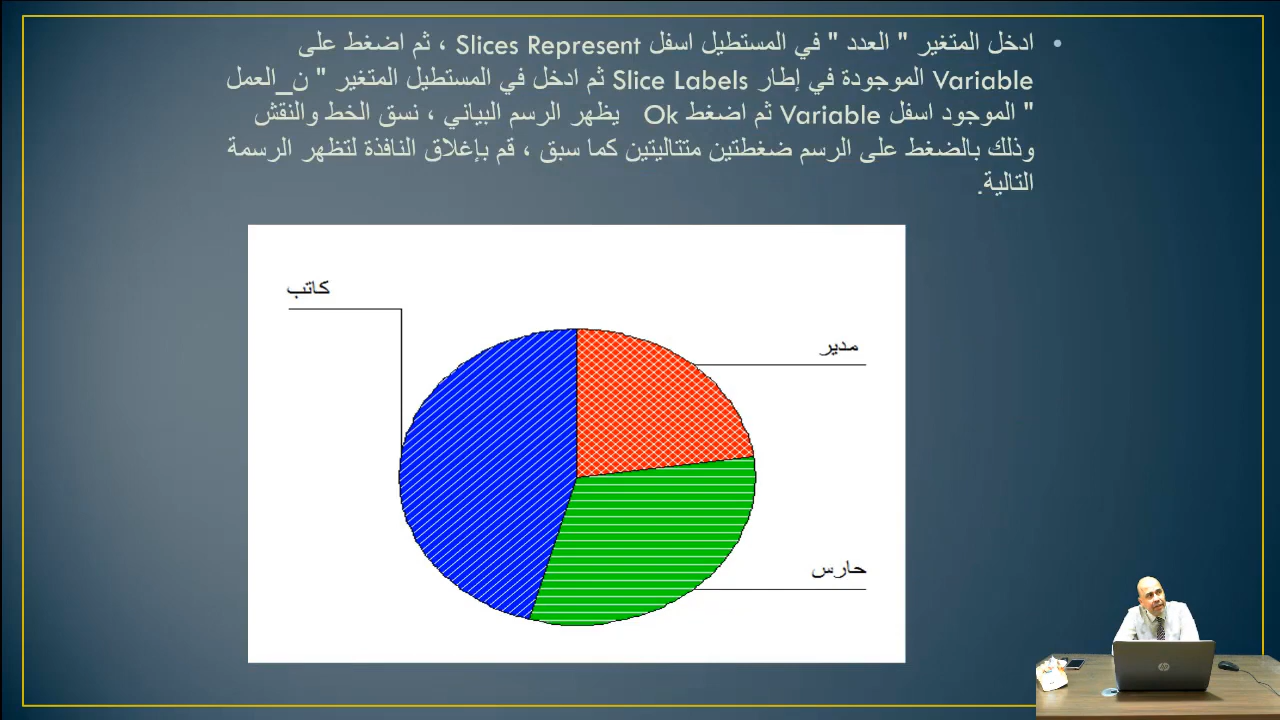 • ادخل المتغير " العدد " في المستطيل اسفل Slices Represent ، ثم اضغط على
Variable الموجودة في إطار Slice Labels ثم ادخل في المستطيل المتغير " ن_العمل
" الموجود اسفل Variable ثم اضغط Ok يظهر الرسم البياني ، نسق الخط والنقش
وذلك بالضغط على الرسم ضغطتين متتاليتين كما سبق ، قم بإغلاق النافذة لتظهر الرسمة
التالية.
كاتب
مدير
حارس
hp